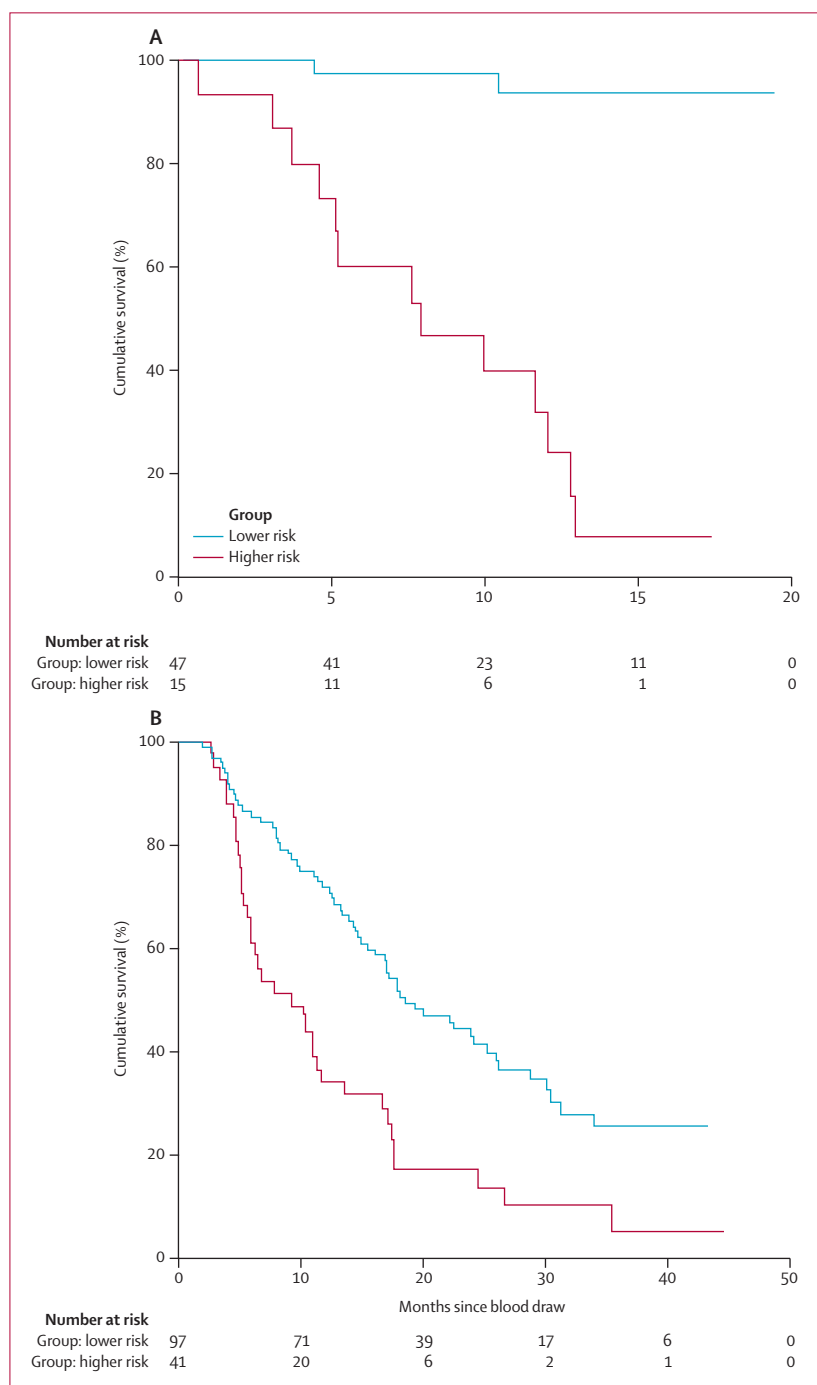 A
100
80
60
40
20
0
Cumulative survival (%)
Group
Lower risk
Higher risk
0 5 10 15 20
Number at risk
Group: lower risk 47 41 23 11 0
Group: higher risk 15 11 6 1 0
B
100
80
60
40
20
0
Cumulative survival (%)
0 10 20 30 40 50
Months since blood draw
Number at risk
Group: lower risk 97 71 39 17 6 0
Group: higher risk 41 20 6 2 1 0